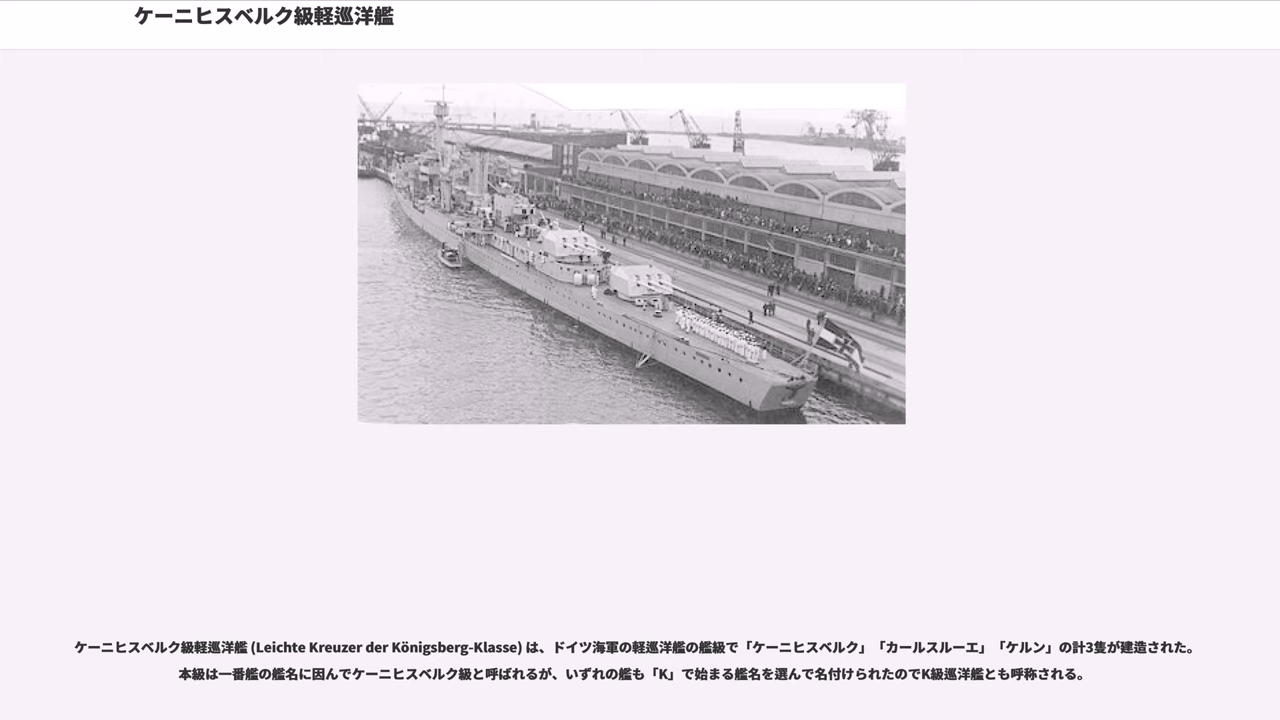 ケーニヒスベルク級軽巡洋艦
ケーニヒスベルク級軽巡洋艦 (Leichte Kreuzer der Königsberg-Klasse) は、ドイツ海軍の軽巡洋艦の艦級で「ケーニヒスベルク」「カールスルーエ」「ケルン」の計3隻が建造された。
本級は一番艦の艦名に因んでケーニヒスベルク級と呼ばれるが、いずれの艦も「K」で始まる艦名を選んで名付けられたのでK級巡洋艦とも呼称される。